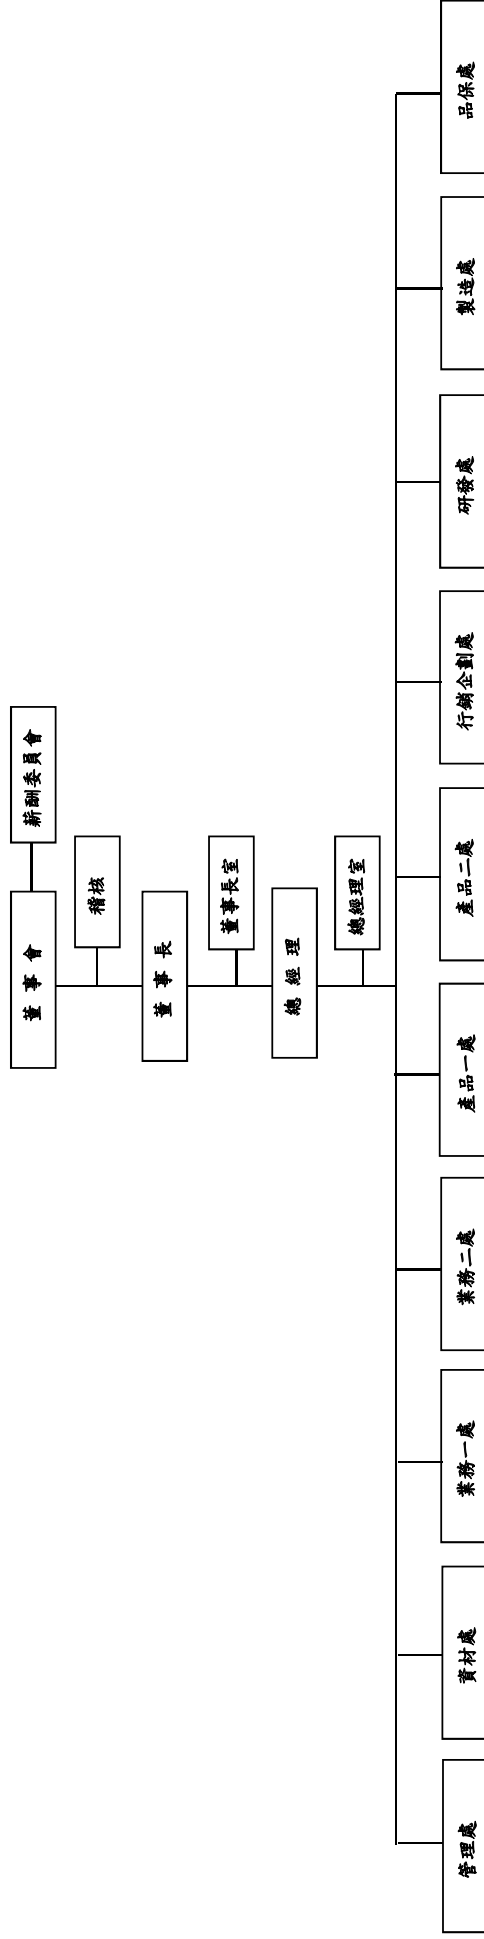 董事會
薪酬委員會
稽核
董事長
董事長室
總經理
總經理室
管理處
資材處
業務一處
業務二處
產品一處
產品二處
行銷企劃處
研發處
製造處
品保處